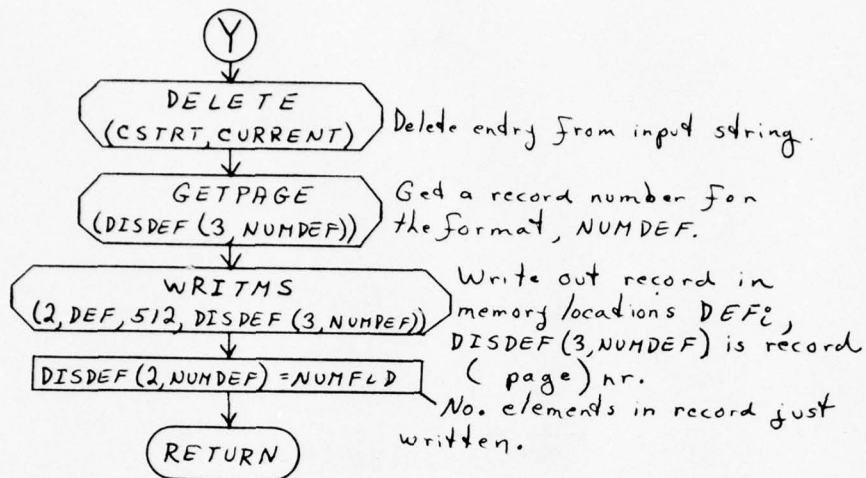 Y
DELETE
(CSTRT, CURRENT)
Delete entry from input string.
GETPAGE
(DISDEF (3, NUMDEF))
Get a record number for
the format, NUMDEF.
WRITMS
(2, DEF, 512, DISDEF (3, NUMDEF))
Write out record in
memory locations DEFi,
DISDEF (3, NUMDEF) is record
( page) nr.
DISDEF (2, NUMDEF) = NUMFLD
No. elements in record just
written.
RETURN